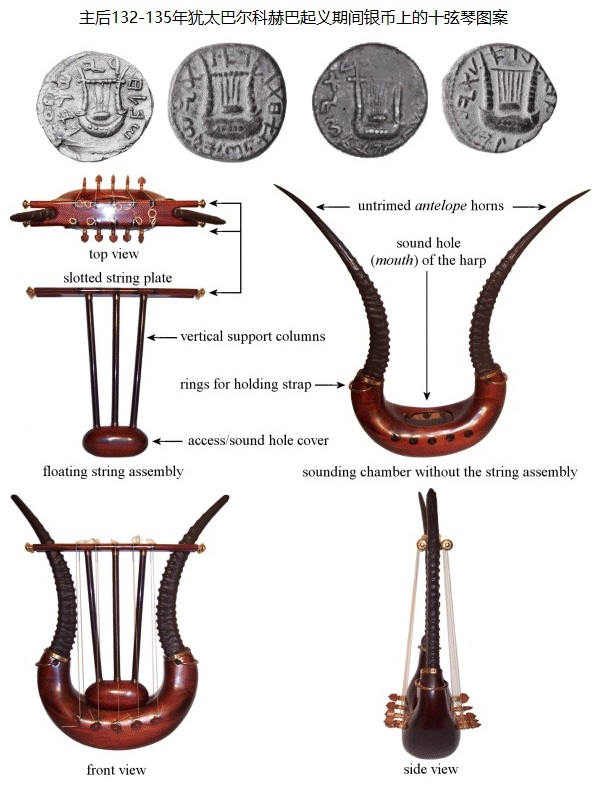 主后132-135年犹太巴尔科赫巴起义期间银币上的十弦琴图案
untrimed antelope horns
sound hole
(mouth) of the harp
top view
slotted string plate
vertical support columns
rings for holding strap
access/sound hole cover
floating string assembly
sounding chamber without the string assembly
front view
side view